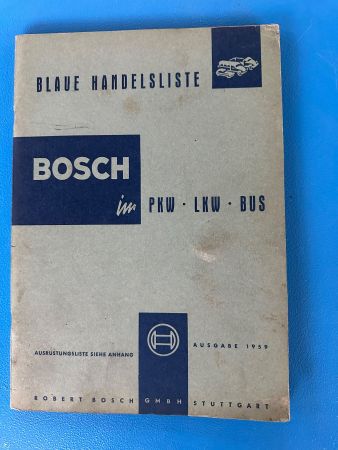 BLAUE HANDELSLISTE
BOSCH
im PKW · LKW · BUS
AUSRÜSTUNGSLISTE SIEHE ANHANG
AUSGABE 1959
ROBERT BOSCH GMBH STUTTGART